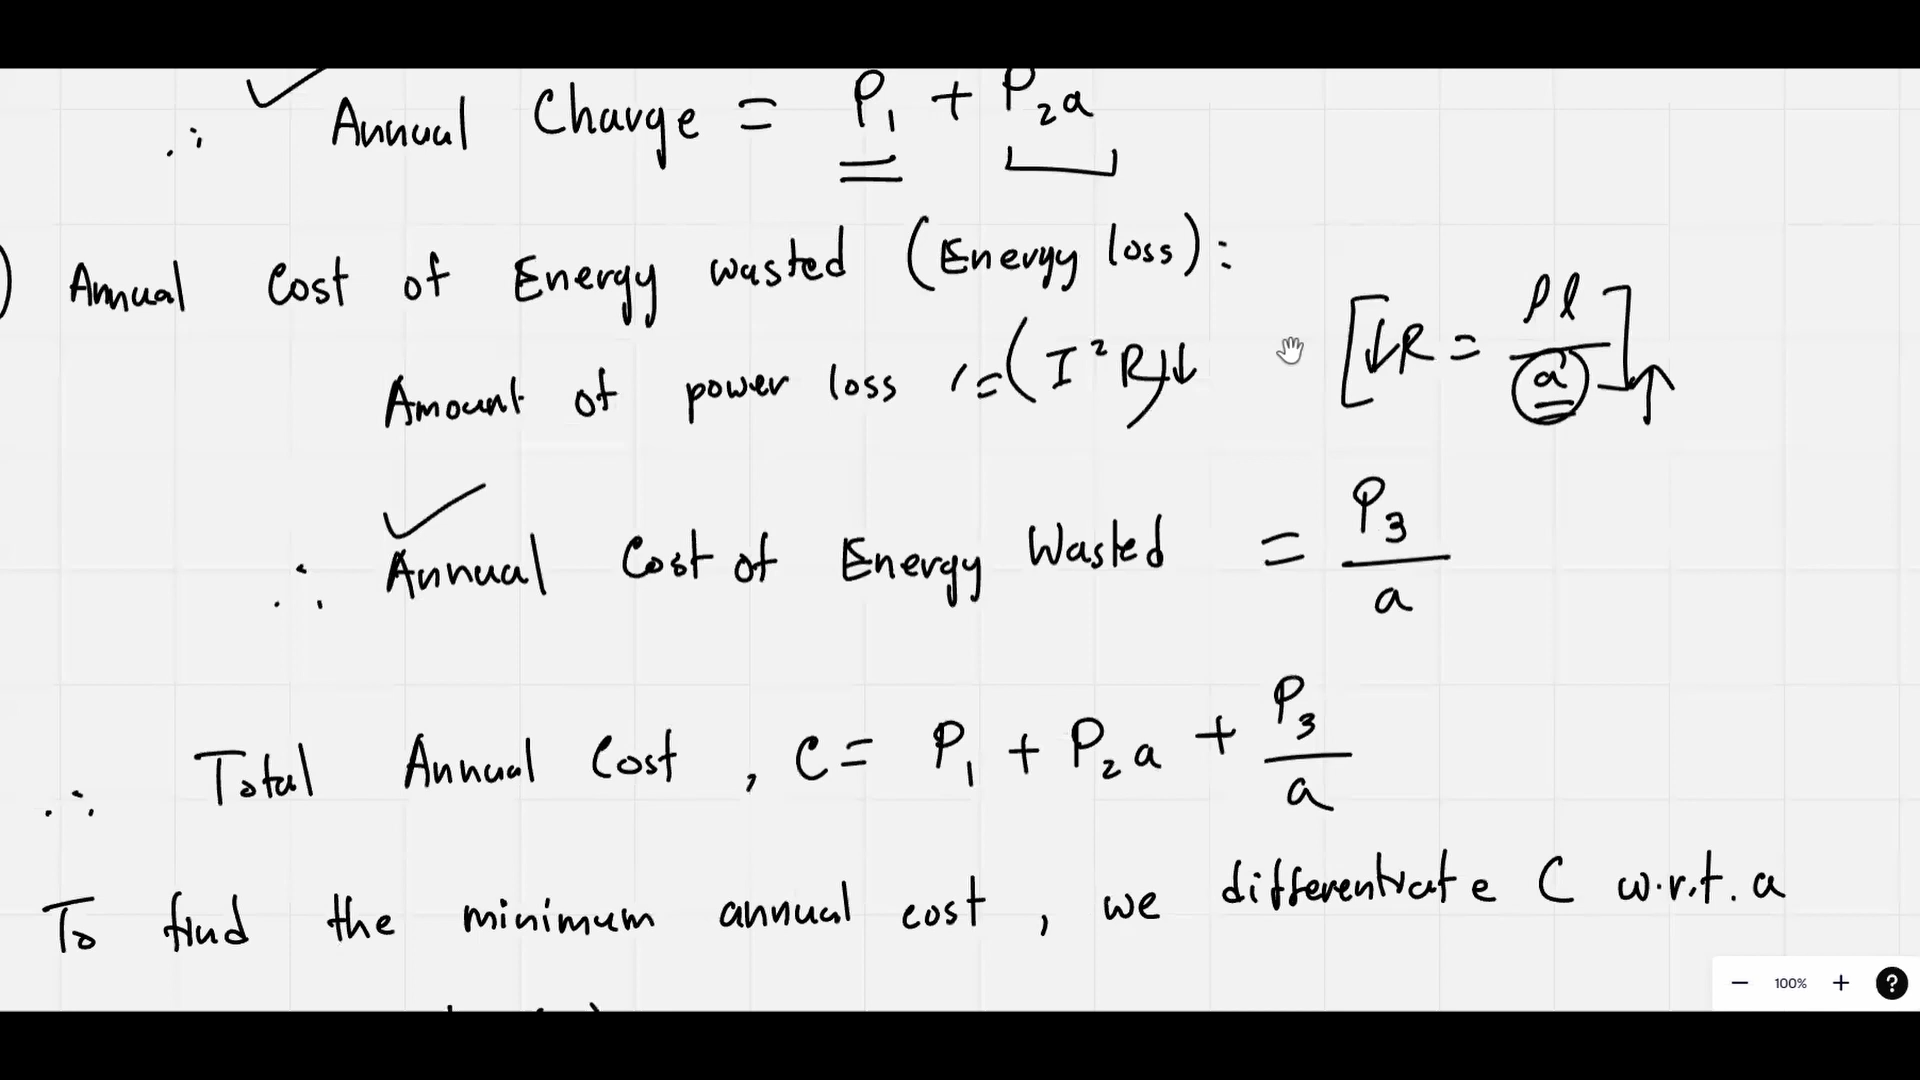 ∴ Annual Charge = P₁ + P₂a
) Annual Cost of Energy wasted (Energy loss) :
Amount of power loss = (I²R)↓ [↓R = ρl/a]↑
∴ Annual Cost of Energy Wasted = P₃/a
∴ Total Annual Cost, C = P₁ + P₂a + P₃/a
To find the minimum annual cost, we differentiate C w.r.t. a
− 100% + ?